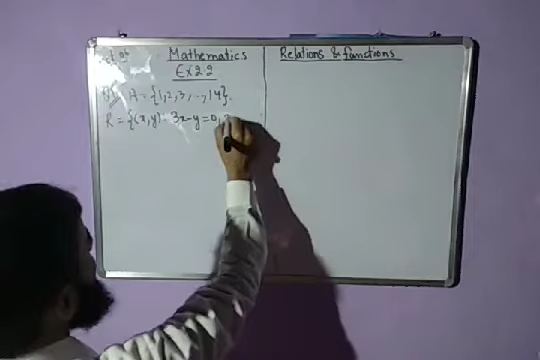 Mathematics
Ex 2.2
Relations & functions
A = {1,2,3,...,14}.
R = {(x,y): 3x-y=0,